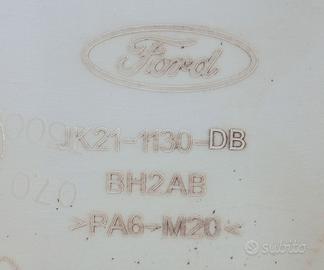 Ford
JK21-1130-DB
BH2AB
>PA6-M20<
subito